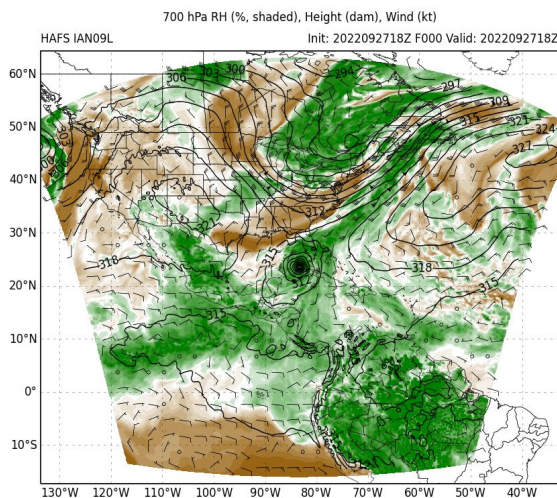 700 hPa RH (%, shaded), Height (dam), Wind (kt)
HAFS IAN09L Init: 2022092718Z F000 Valid: 2022092718Z
60°N
50°N
40°N
30°N
20°N
10°N
0°
10°S
130°W 120°W 110°W 100°W 90°W 80°W 70°W 60°W 50°W 40°W
306 303 300 294 297
309
315 321
327
303
312
315
318 318
315
315